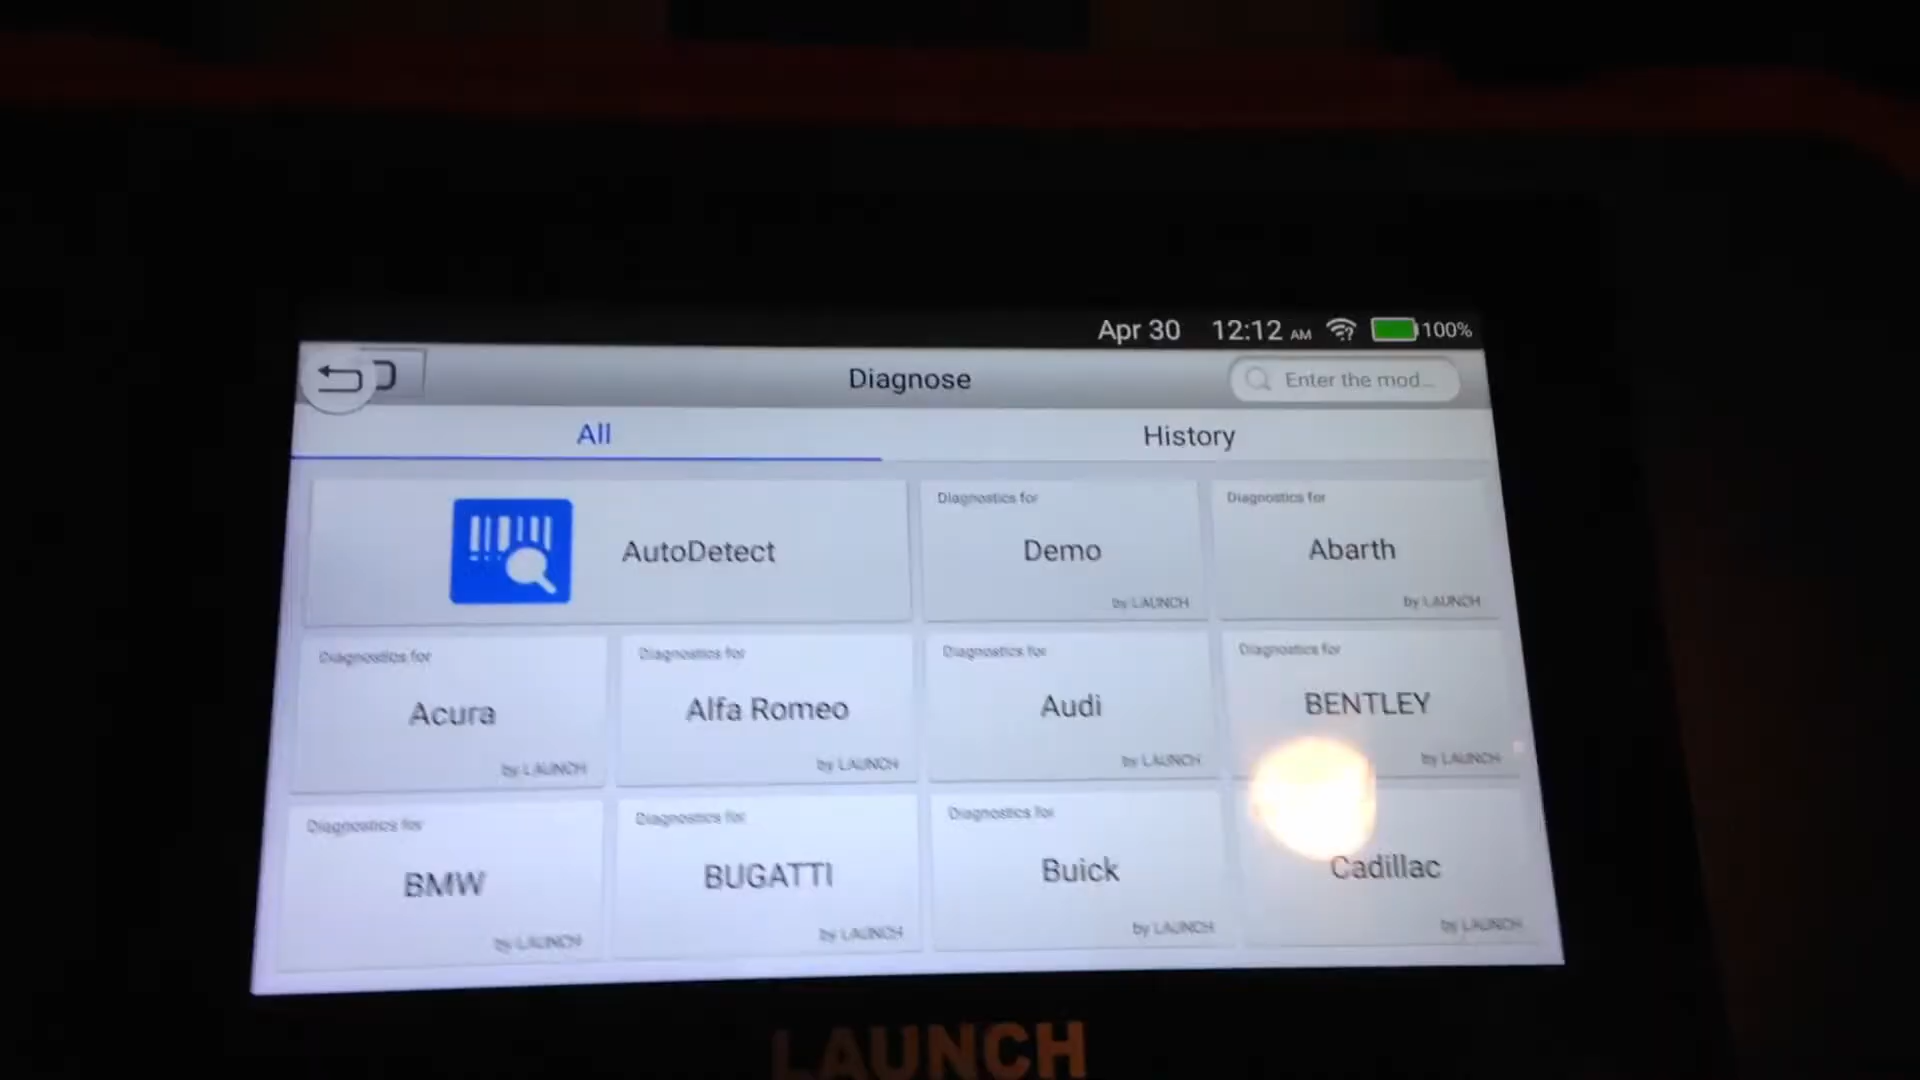 Apr 30 12:12 AM 100%
Diagnose
Enter the mod...
All
History
AutoDetect
Diagnostics for
Demo
by LAUNCH
Diagnostics for
Abarth
by LAUNCH
Diagnostics for
Acura
by LAUNCH
Diagnostics for
Alfa Romeo
by LAUNCH
Diagnostics for
Audi
by LAUNCH
Diagnostics for
BENTLEY
by LAUNCH
Diagnostics for
BMW
by LAUNCH
Diagnostics for
BUGATTI
by LAUNCH
Diagnostics for
Buick
by LAUNCH
Cadillac
by LAUNCH
LAUNCH